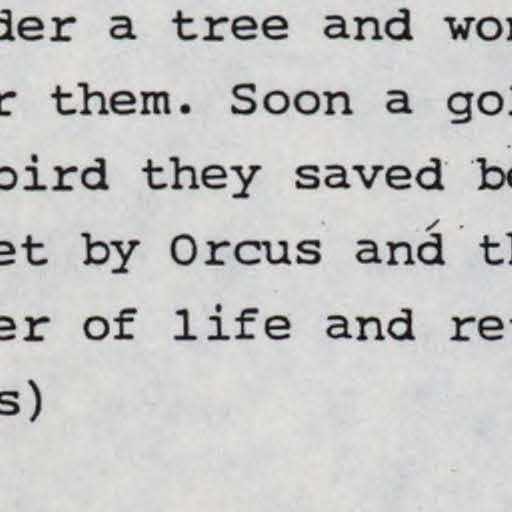 der a tree and wo
r them. Soon a go
bird they saved b
et by Orcus and t
er of life and re
s)